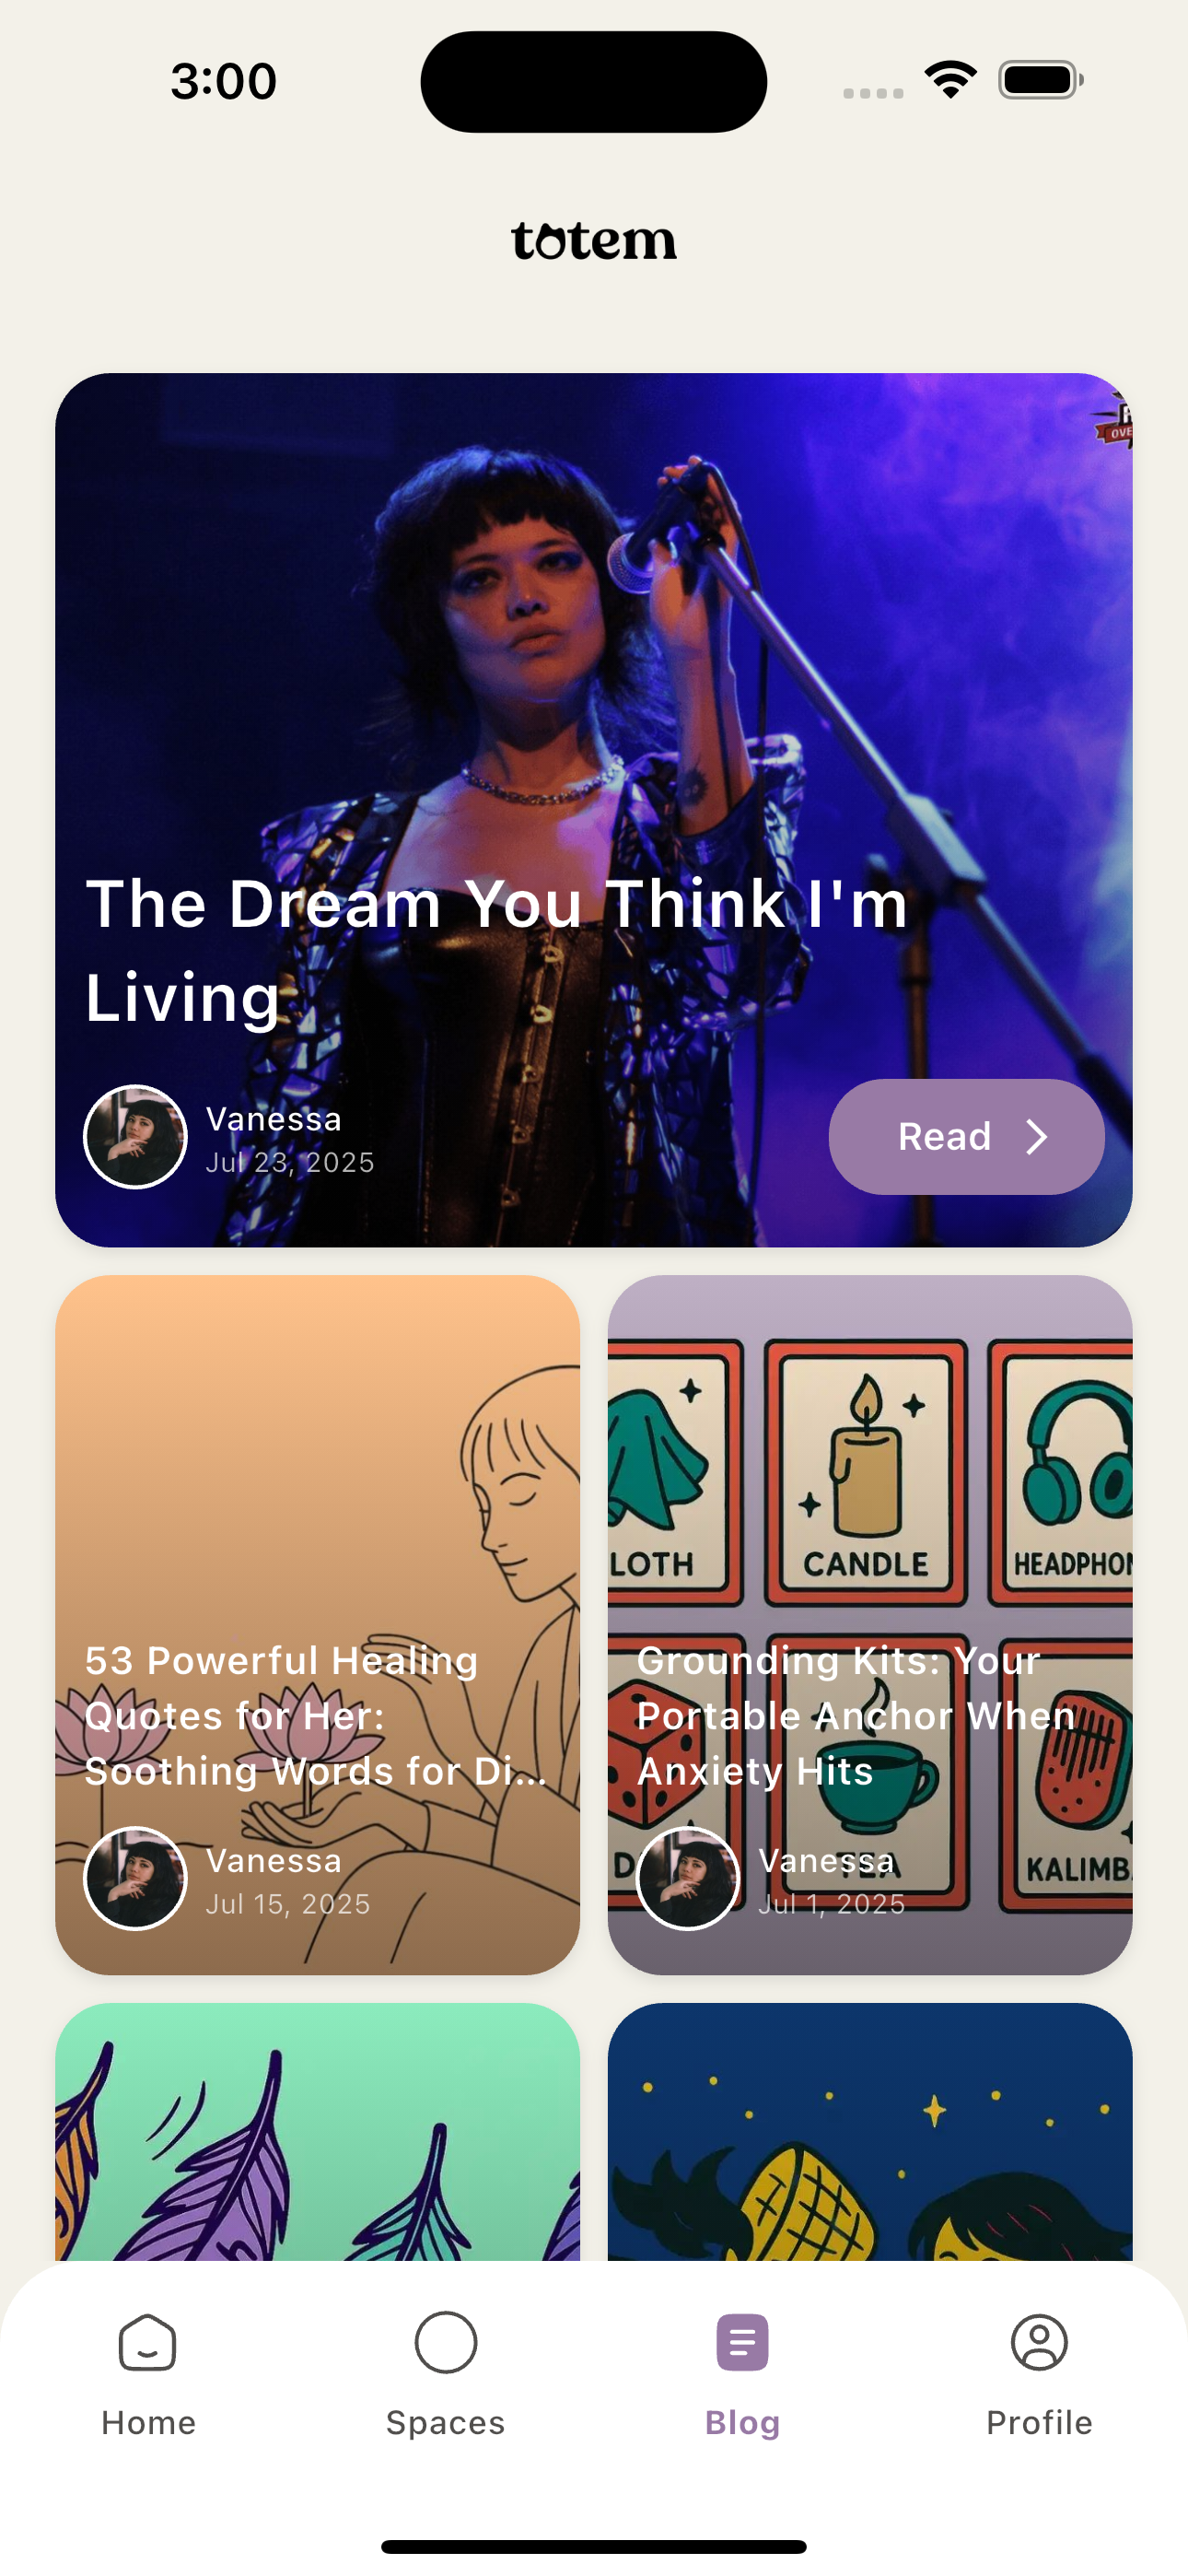 3:00
totem
OVE
The Dream You Think I'm
Living
Vanessa
Jul 23, 2025
Read
LOTH
CANDLE
HEADPHON
53 Powerful Healing
Quotes for Her:
Soothing Words for Di...
Vanessa
Jul 15, 2025
Grounding Kits: Your
Portable Anchor When
Anxiety Hits
D
TEA
KALIMB
Vanessa
Jul 1, 2025
Home
Spaces
Blog
Profile